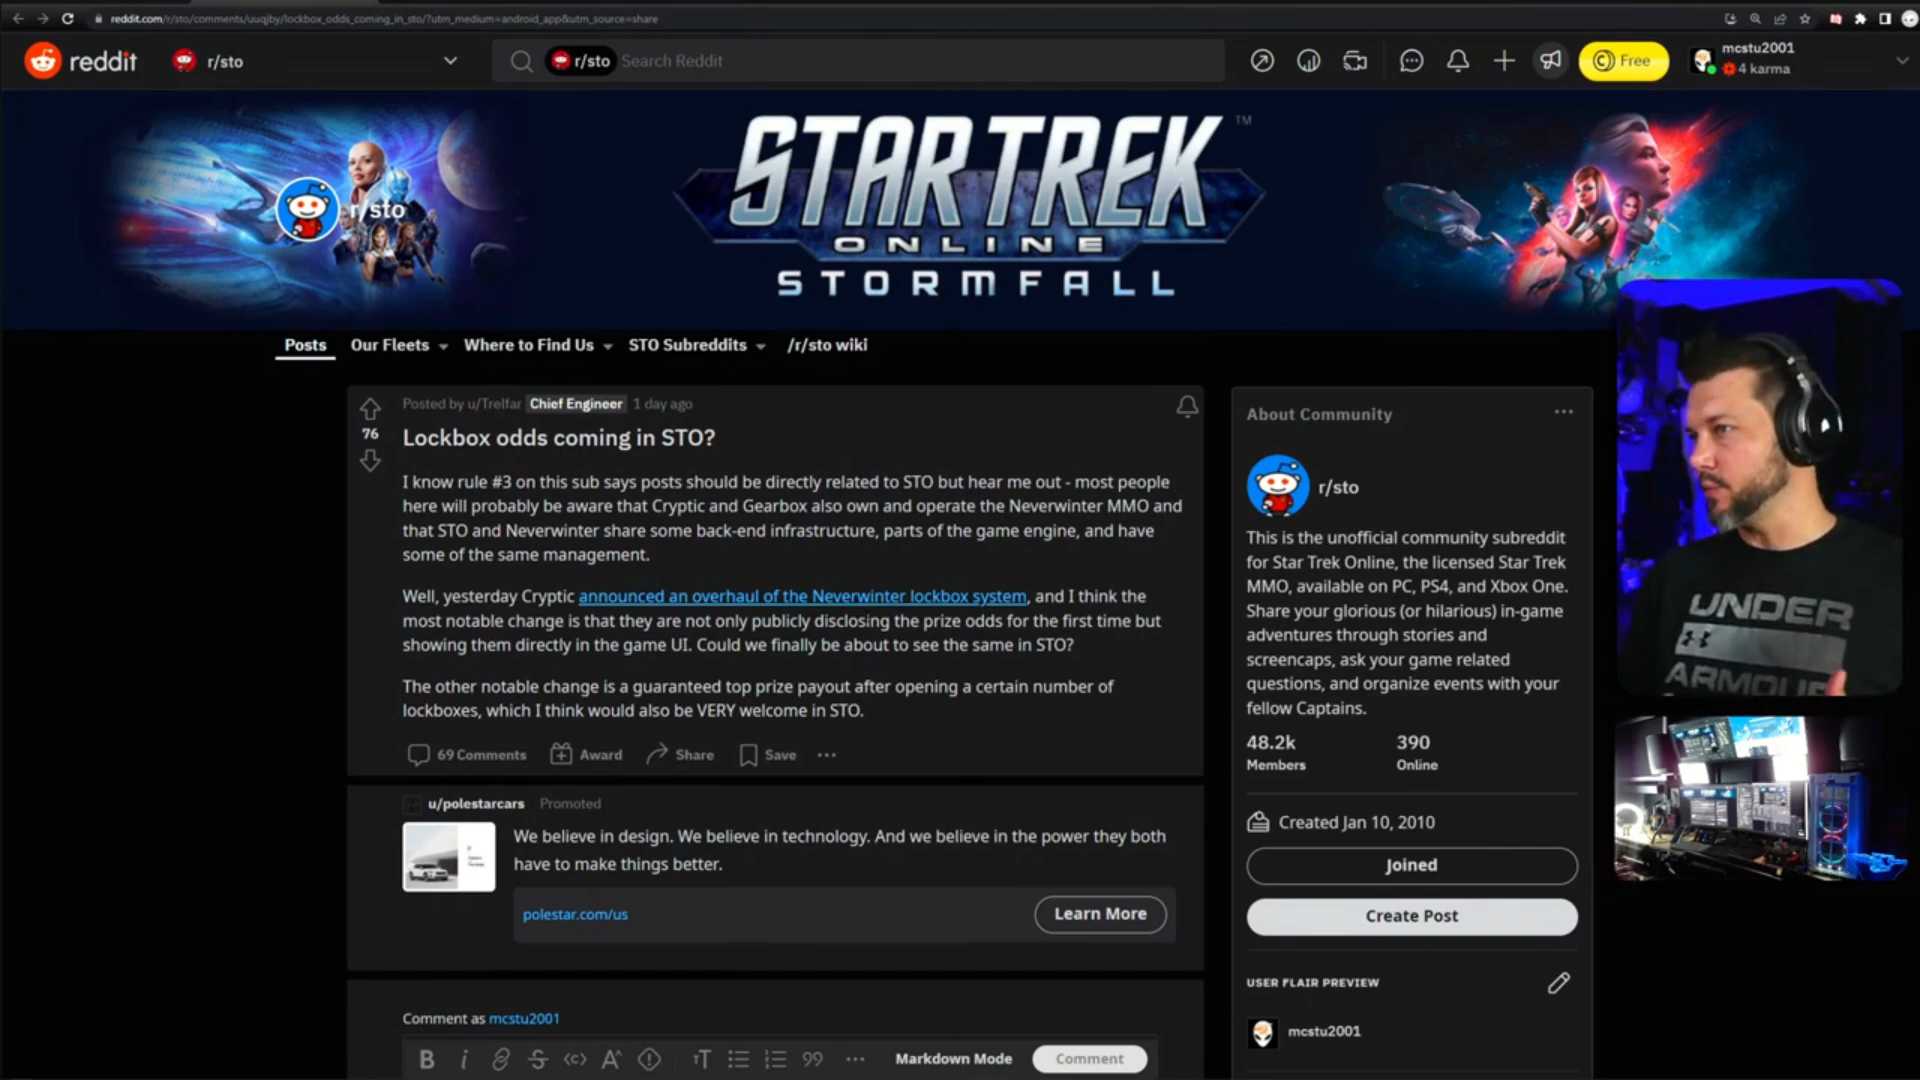 reddit.com/r/sto/comments/uuqjby/lockbox_odds_coming_in_sto/?utm_medium=android_app&utm_source=share
reddit
r/sto
r/sto
Search Reddit
Free
mcstu2001
4 karma
STAR TREK
TM
ONLINE
STORMFALL
r/sto
Posts
Our Fleets
Where to Find Us
STO Subreddits
/r/sto wiki
Posted by u/Trelfar Chief Engineer 1 day ago
76
Lockbox odds coming in STO?
I know rule #3 on this sub says posts should be directly related to STO but hear me out - most people
here will probably be aware that Cryptic and Gearbox also own and operate the Neverwinter MMO and
that STO and Neverwinter share some back-end infrastructure, parts of the game engine, and have
some of the same management.
Well, yesterday Cryptic announced an overhaul of the Neverwinter lockbox system, and I think the
most notable change is that they are not only publicly disclosing the prize odds for the first time but
showing them directly in the game UI. Could we finally be about to see the same in STO?
The other notable change is a guaranteed top prize payout after opening a certain number of
lockboxes, which I think would also be VERY welcome in STO.
69 Comments
Award
Share
Save
u/polestarcars
Promoted
We believe in design. We believe in technology. And we believe in the power they both
have to make things better.
polestar.com/us
Learn More
Comment as mcstu2001
Markdown Mode
Comment
About Community
r/sto
This is the unofficial community subreddit
for Star Trek Online, the licensed Star Trek
MMO, available on PC, PS4, and Xbox One.
Share your glorious (or hilarious) in-game
adventures through stories and
screencaps, ask your game related
questions, and organize events with your
fellow Captains.
48.2k
390
Members
Online
Created Jan 10, 2010
Joined
Create Post
USER FLAIR PREVIEW
mcstu2001
UNDER
ARMOUR